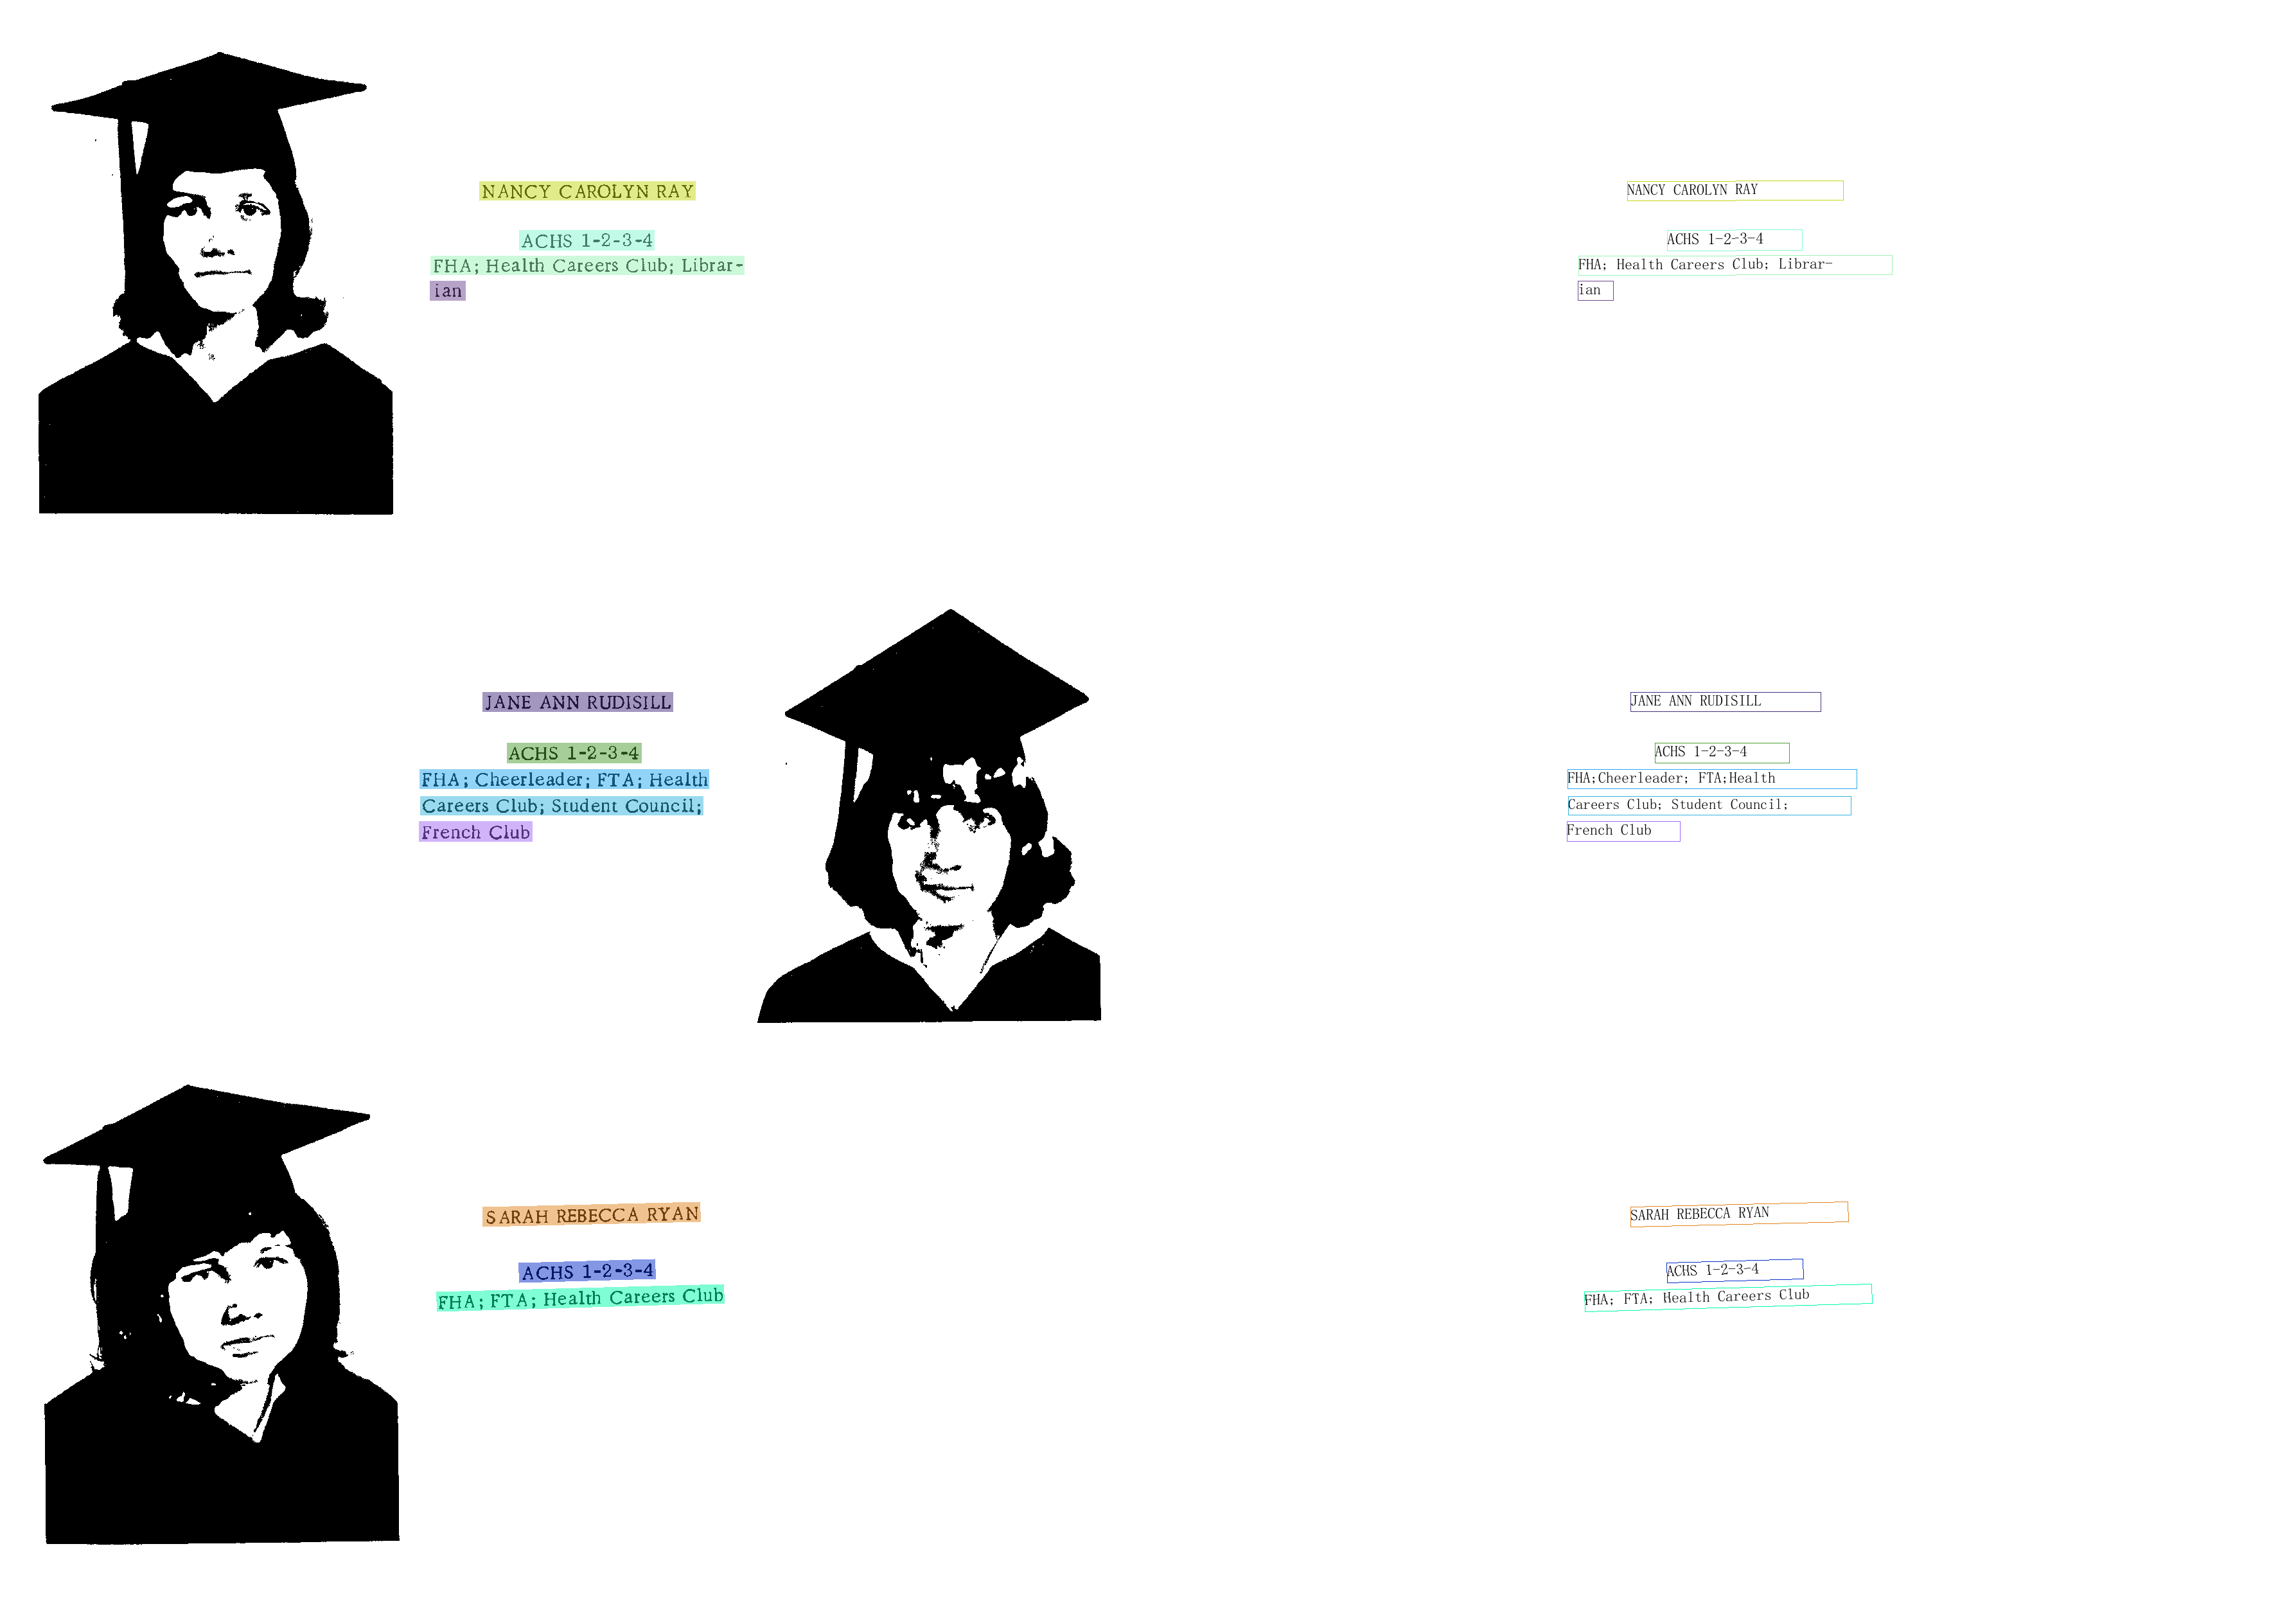 NANCY CAROLYN RAY
ACHS 1-2-3-4
FHA; Health Careers Club; Librar-
ian
JANE ANN RUDISILL
ACHS 1-2-3-4
FHA; Cheerleader; FTA; Health
Careers Club; Student Council;
French Club
SARAH REBECCA RYAN
ACHS 1-2-3-4
FHA; FTA; Health Careers Club
NANCY CAROLYN RAY
ACHS 1-2-3-4
FHA; Health Careers Club; Librar-
ian
JANE ANN RUDISILL
ACHS 1-2-3-4
FHA;Cheerleader; FTA;Health
Careers Club; Student Council;
French Club
SARAH REBECCA RYAN
ACHS 1-2-3-4
FHA; FTA; Health Careers Club